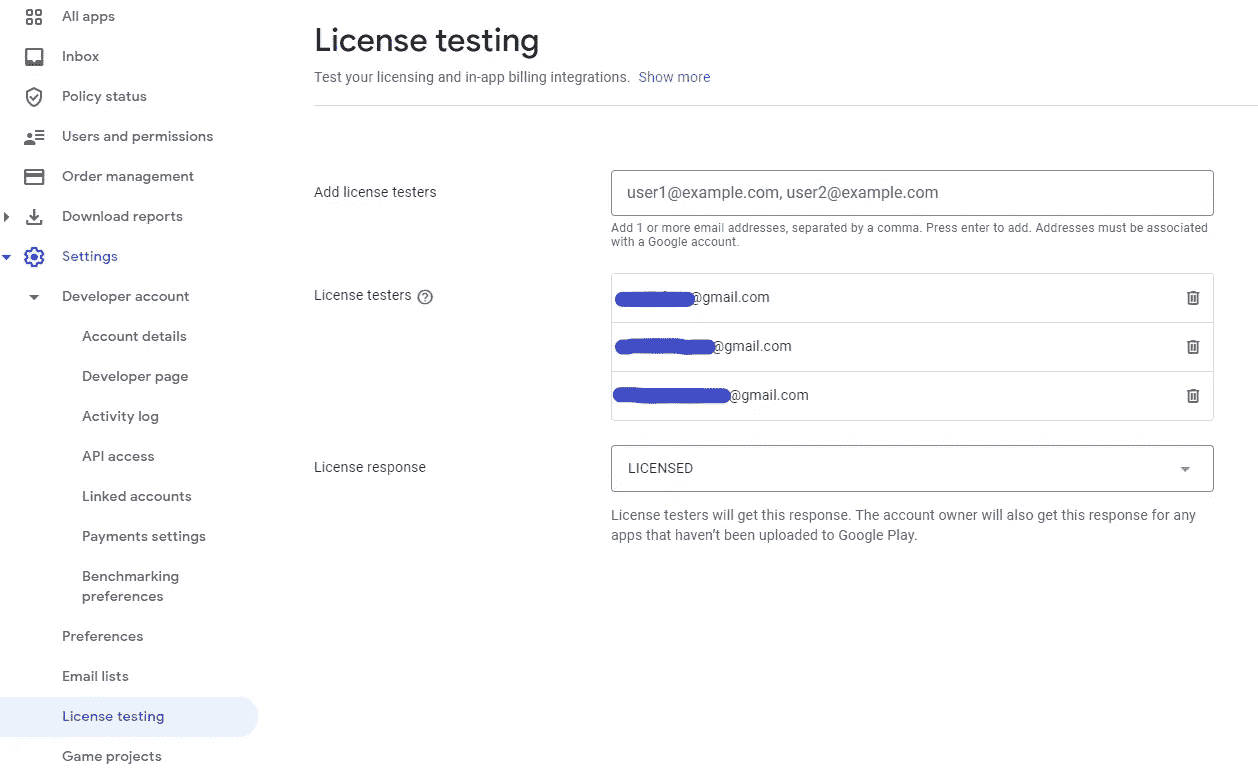 All apps
Inbox
Policy status
Users and permissions
Order management
Download reports
Settings
Developer account
Account details
Developer page
Activity log
API access
Linked accounts
Payments settings
Benchmarking
preferences
Preferences
Email lists
License testing
Game projects
License testing
Test your licensing and in-app billing integrations. Show more
Add license testers
user1@example.com, user2@example.com
Add 1 or more email addresses, separated by a comma. Press enter to add. Addresses must be associated
with a Google account.
License testers
@gmail.com
@gmail.com
@gmail.com
License response
LICENSED
License testers will get this response. The account owner will also get this response for any
apps that haven't been uploaded to Google Play.